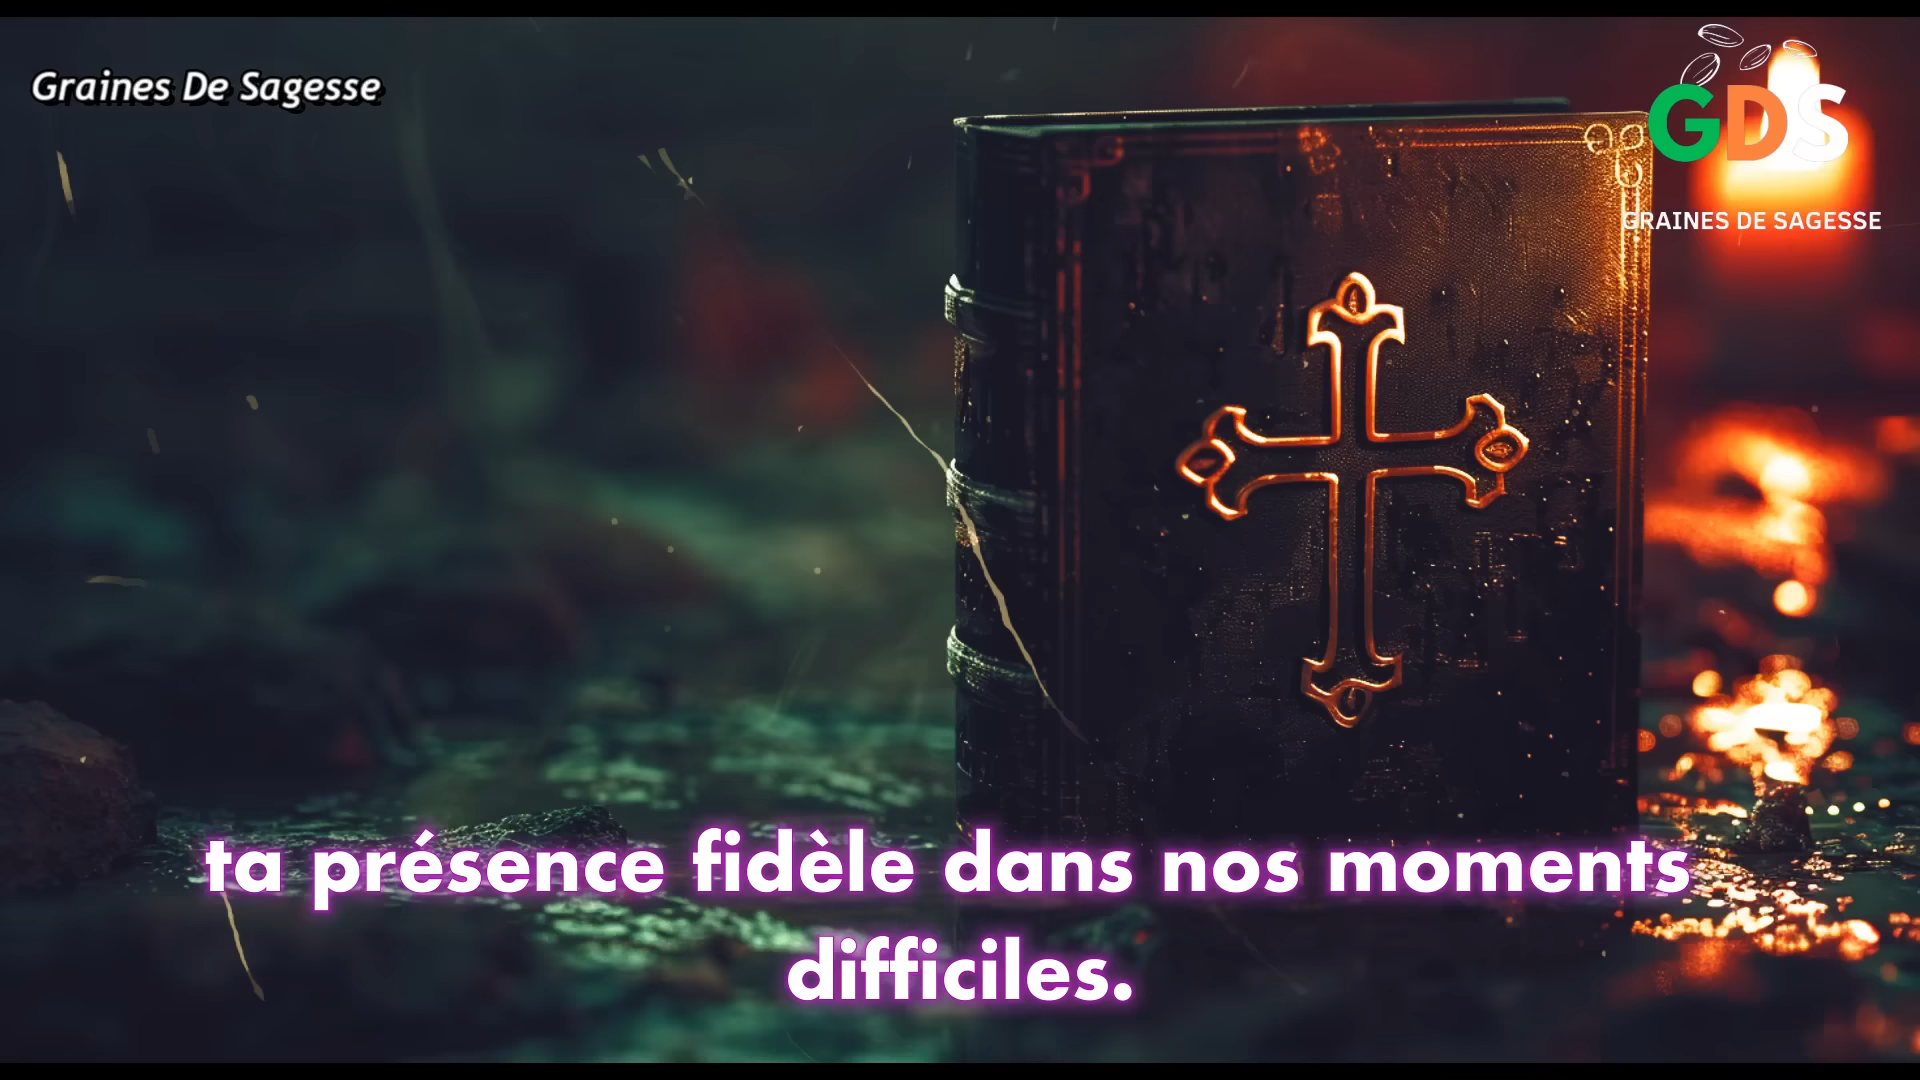 Graines De Sagesse
GDS
GRAINES DE SAGESSE
ta présence fidèle dans nos moments
difficiles.